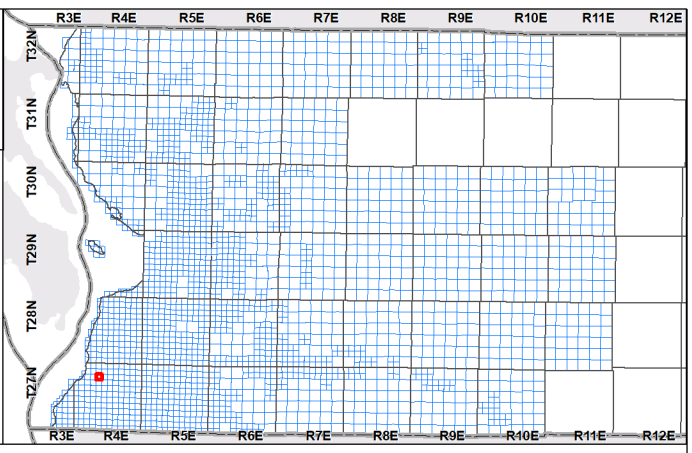 R3E R4E R5E R6E R7E R8E R9E R10E R11E R12E
T32N
T31N
T30N
T29N
T28N
T27N
R3E R4E R5E R6E R7E R8E R9E R10E R11E R12E